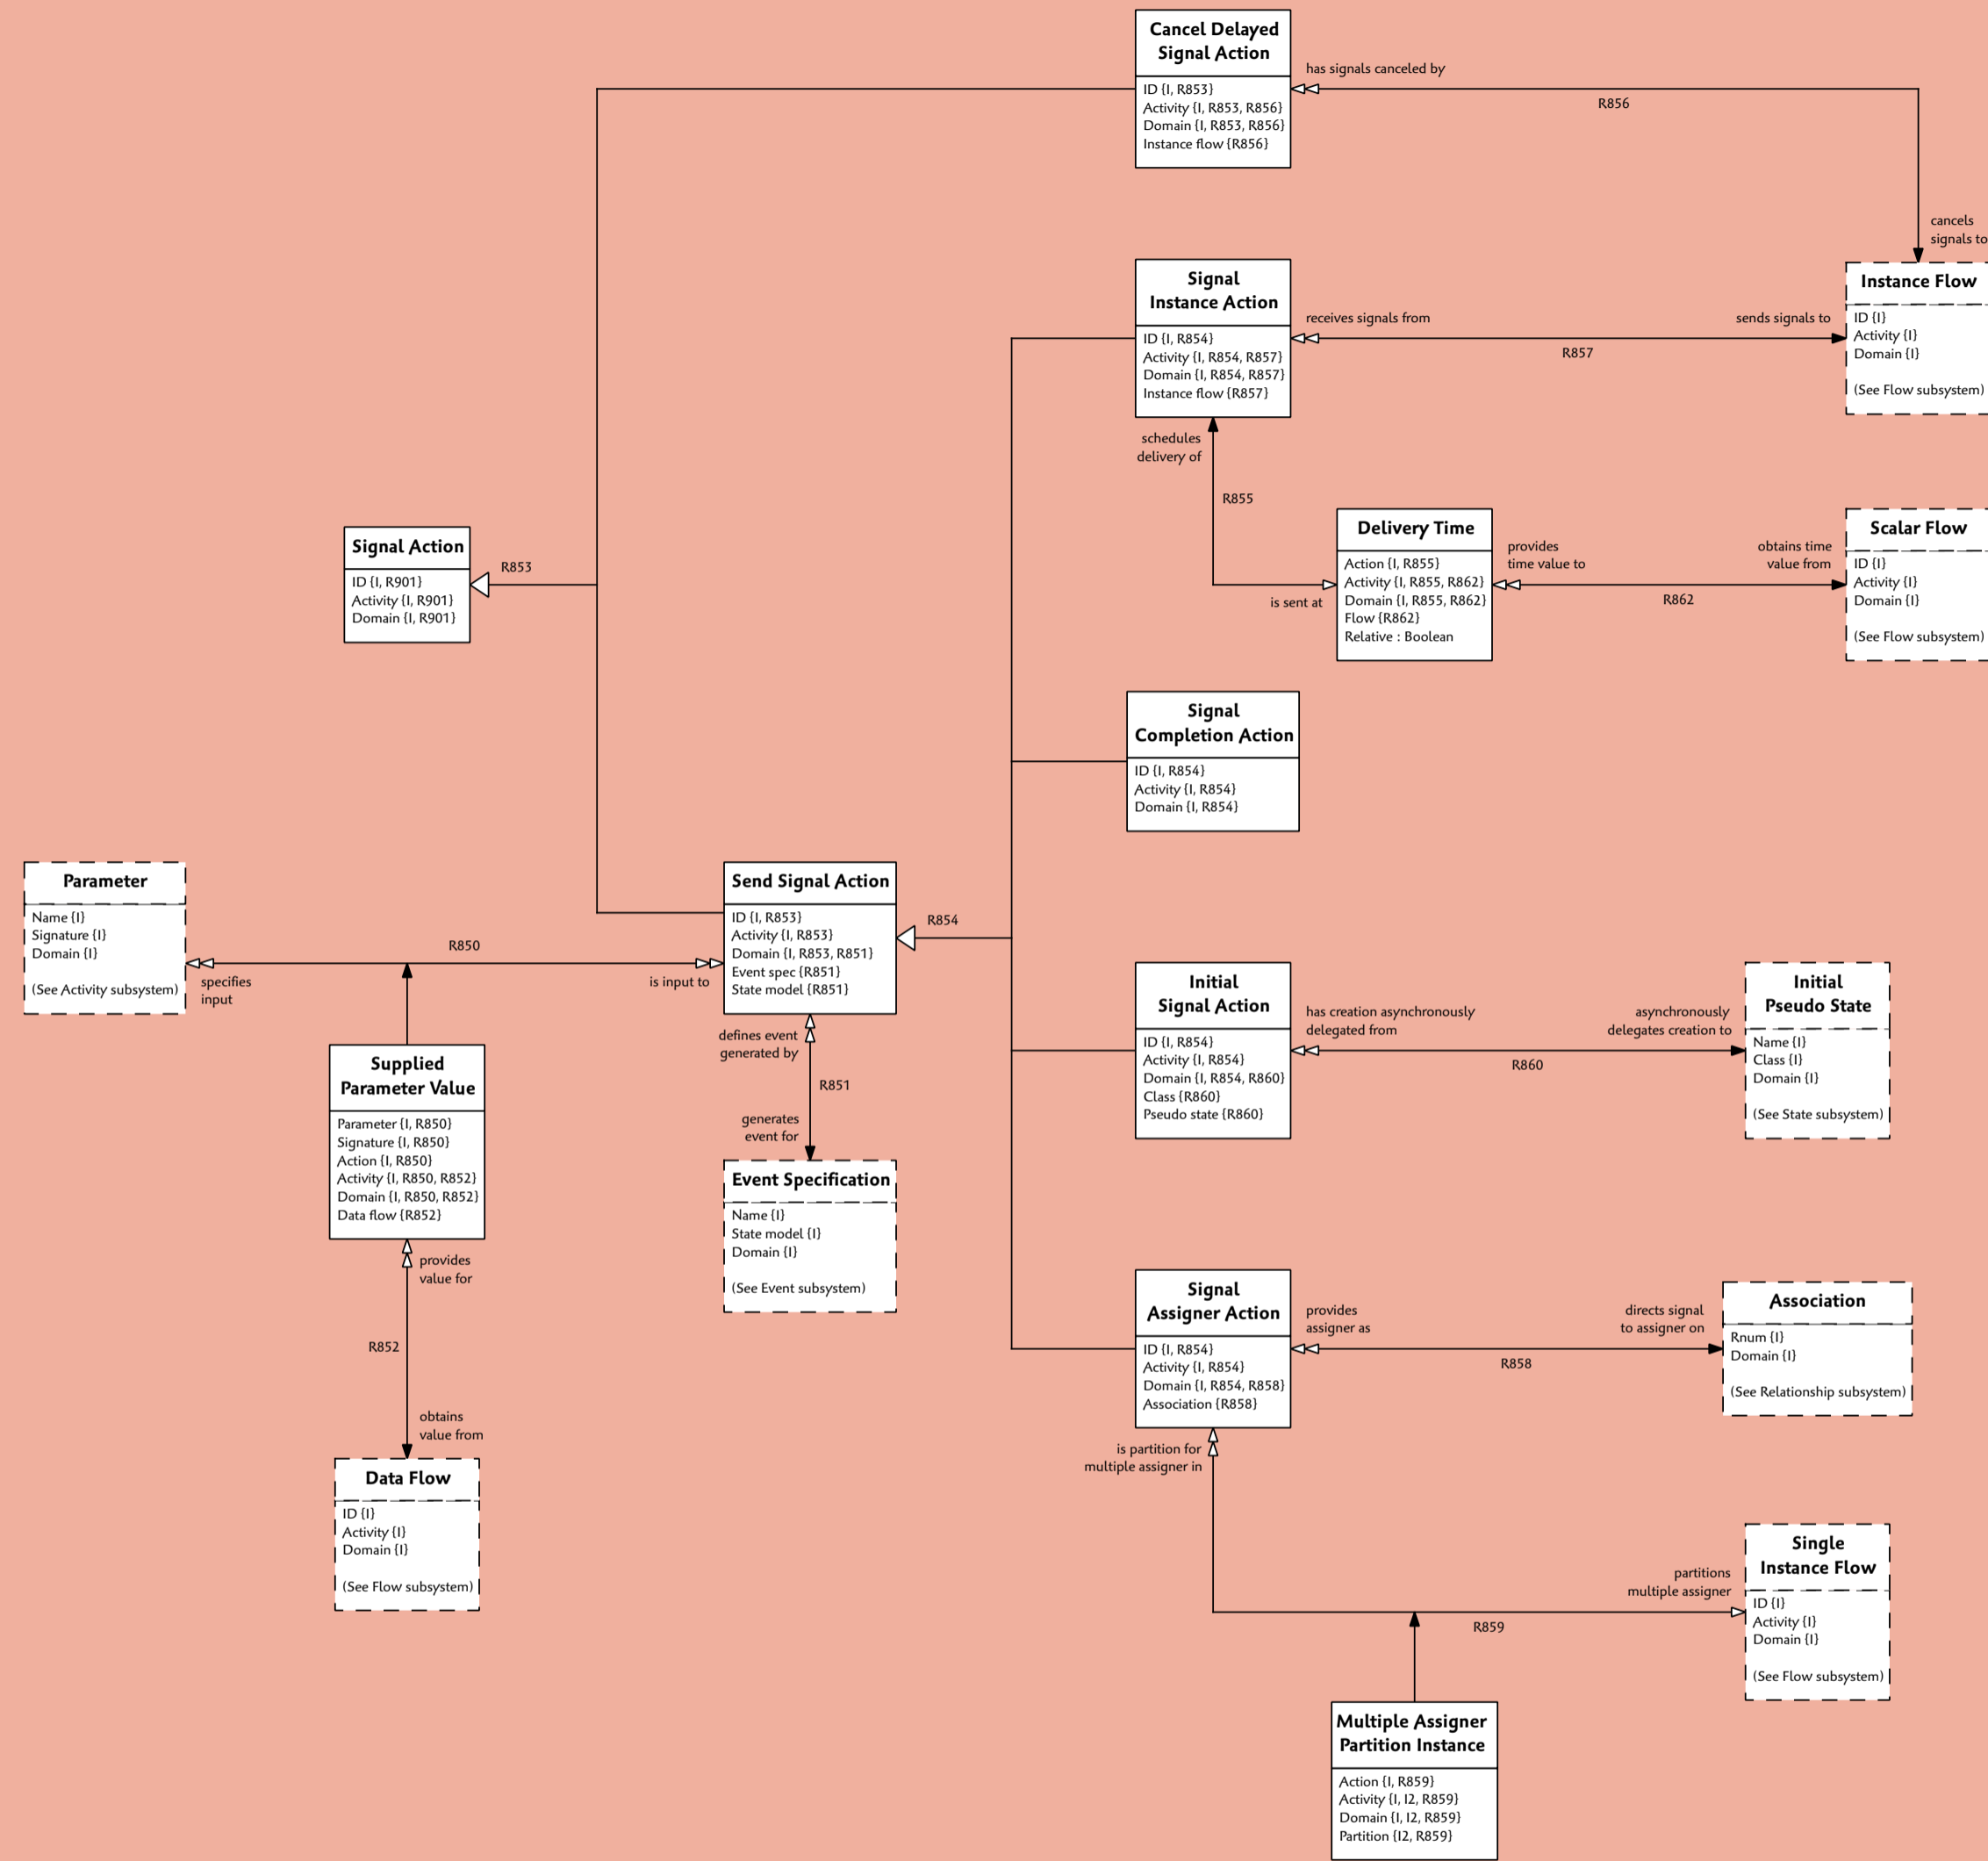 Cancel Delayed
Signal Action
ID {I, R853}
Activity {I, R853, R856}
Domain {I, R853, R856}
Instance flow {R856}
has signals canceled by
R856
cancels
signals to
Signal
Instance Action
ID {I, R854}
Activity {I, R854, R857}
Domain {I, R854, R857}
Instance flow {R857}
receives signals from
sends signals to
R857
Instance Flow
ID {I}
Activity {I}
Domain {I}
(See Flow subsystem)
schedules
delivery of
R855
is sent at
Delivery Time
Action {I, R855}
Activity {I, R855, R862}
Domain {I, R855, R862}
Flow {R862}
Relative : Boolean
provides
time value to
obtains time
value from
R862
Scalar Flow
ID {I}
Activity {I}
Domain {I}
(See Flow subsystem)
Signal Action
ID {I, R901}
Activity {I, R901}
Domain {I, R901}
R853
Signal
Completion Action
ID {I, R854}
Activity {I, R854}
Domain {I, R854}
Parameter
Name {I}
Signature {I}
Domain {I}
(See Activity subsystem)
R850
specifies
input
is input to
Send Signal Action
ID {I, R853}
Activity {I, R853}
Domain {I, R853, R851}
Event spec {R851}
State model {R851}
R854
Supplied
Parameter Value
Parameter {I, R850}
Signature {I, R850}
Action {I, R850}
Activity {I, R850, R852}
Domain {I, R850, R852}
Data flow {R852}
defines event
generated by
R851
generates
event for
Event Specification
Name {I}
State model {I}
Domain {I}
(See Event subsystem)
Initial
Signal Action
ID {I, R854}
Activity {I, R854}
Domain {I, R854, R860}
Class {R860}
Pseudo state {R860}
has creation asynchronously
delegated from
asynchronously
delegates creation to
R860
Initial
Pseudo State
Name {I}
Class {I}
Domain {I}
(See State subsystem)
provides
value for
R852
obtains
value from
Data Flow
ID {I}
Activity {I}
Domain {I}
(See Flow subsystem)
Signal
Assigner Action
ID {I, R854}
Activity {I, R854}
Domain {I, R854, R858}
Association {R858}
provides
assigner as
directs signal
to assigner on
R858
Association
Rnum {I}
Domain {I}
(See Relationship subsystem)
is partition for
multiple assigner in
partitions
multiple assigner
R859
Single
Instance Flow
ID {I}
Activity {I}
Domain {I}
(See Flow subsystem)
Multiple Assigner
Partition Instance
Action {I, R859}
Activity {I, I2, R859}
Domain {I, I2, R859}
Partition {I2, R859}